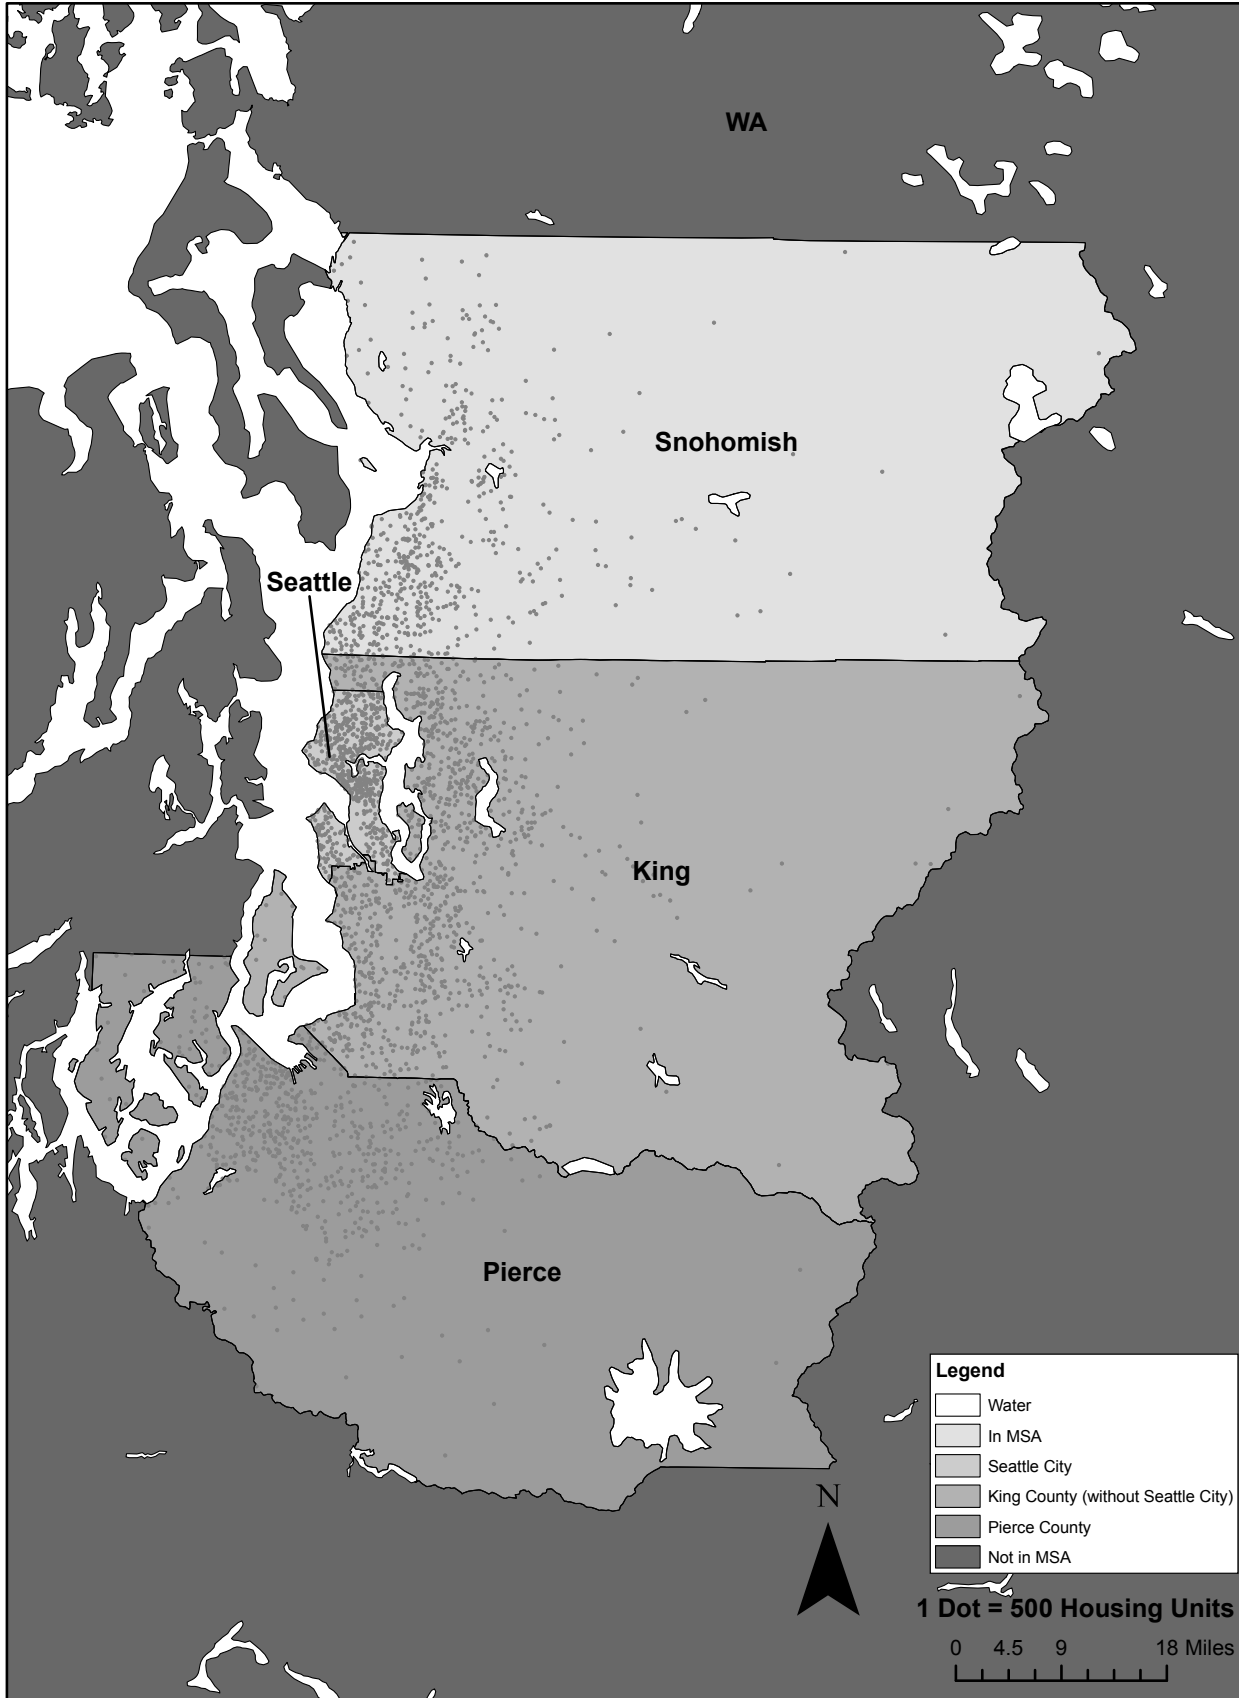 WA
Snohomish
Seattle
King
Pierce
Legend
Water
In MSA
Seattle City
King County (without Seattle City)
Pierce County
Not in MSA
N
1 Dot = 500 Housing Units
0 4.5 9 18 Miles